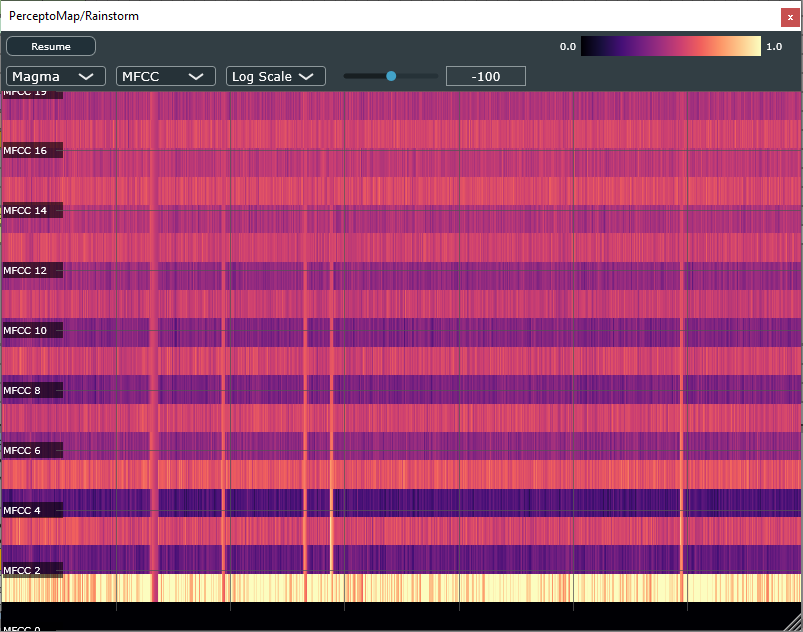 PerceptoMap/Rainstorm
x
Resume
0.0
1.0
Magma
MFCC
Log Scale
-100
MFCC 19
MFCC 16
MFCC 14
MFCC 12
MFCC 10
MFCC 8
MFCC 6
MFCC 4
MFCC 2
MFCC 0